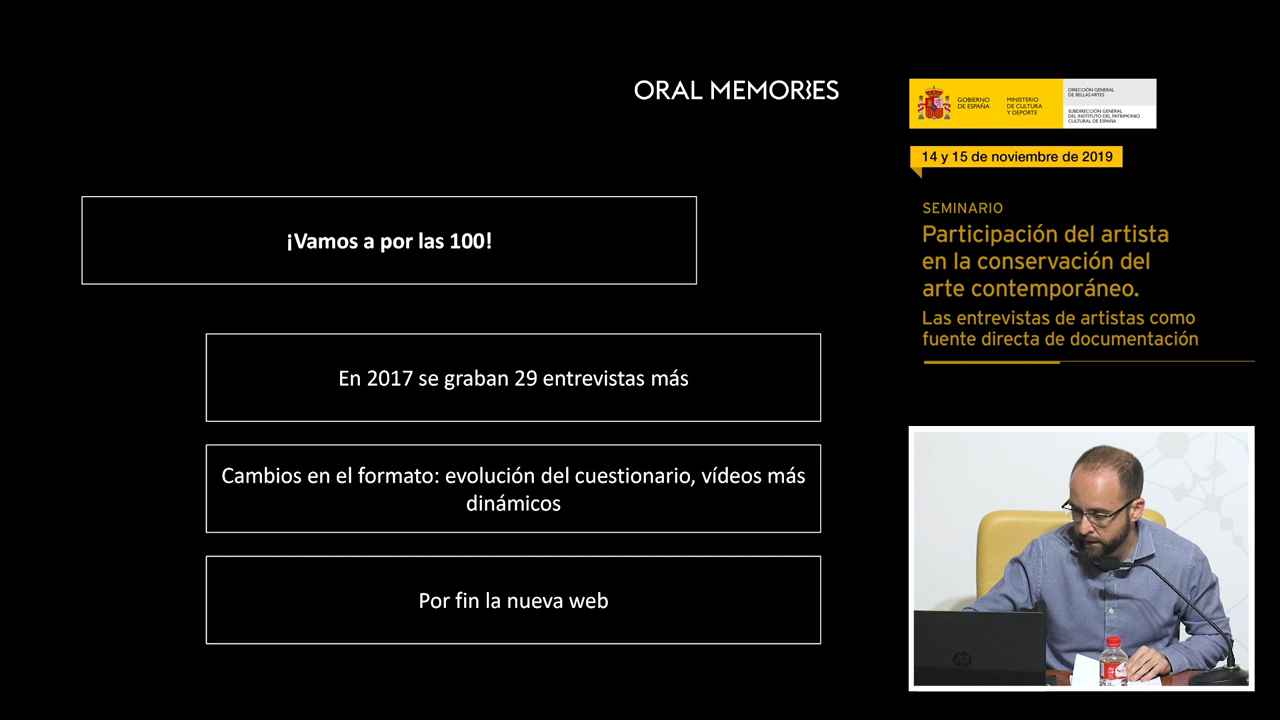 ORAL MEMORIES
¡Vamos a por las 100!
En 2017 se graban 29 entrevistas más
Cambios en el formato: evolución del cuestionario, vídeos más
dinámicos
Por fin la nueva web
GOBIERNO
DE ESPAÑA
MINISTERIO
DE CULTURA
Y DEPORTE
DIRECCIÓN GENERAL
DE BELLAS ARTES
SUBDIRECCIÓN GENERAL
DEL INSTITUTO DEL PATRIMONIO
CULTURAL DE ESPAÑA
14 y 15 de noviembre de 2019
SEMINARIO
Participación del artista
en la conservación del
arte contemporáneo.
Las entrevistas de artistas como
fuente directa de documentación
hp